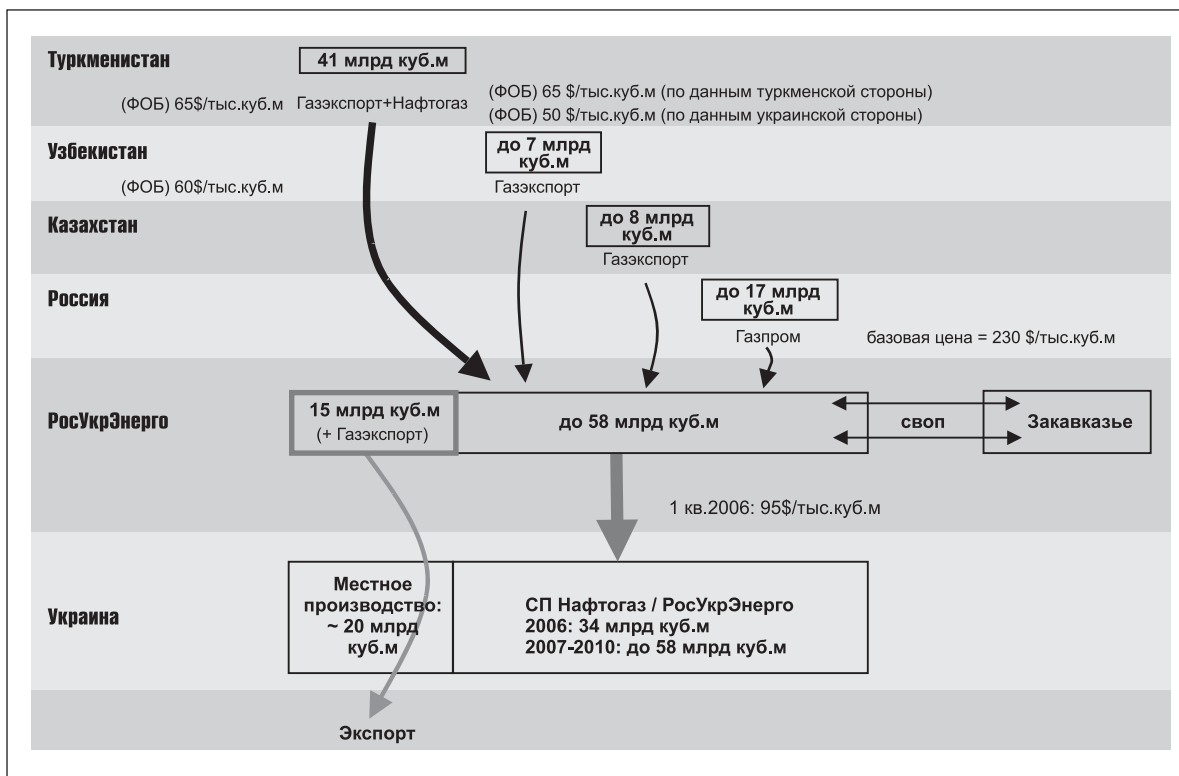 Туркменистан
41 млрд куб.м
(ФОБ) 65$/тыс.куб.м
Газэкспорт+Нафтогаз
(ФОБ) 65 $/тыс.куб.м (по данным туркменской стороны)
(ФОБ) 50 $/тыс.куб.м (по данным украинской стороны)
Узбекистан
до 7 млрд
куб.м
(ФОБ) 60$/тыс.куб.м
Газэкспорт
Казахстан
до 8 млрд
куб.м
Газэкспорт
Россия
до 17 млрд
куб.м
Газпром
базовая цена = 230 $/тыс.куб.м
РосУкрЭнерго
15 млрд куб.м
(+ Газэкспорт)
до 58 млрд куб.м
своп
Закавказье
1 кв.2006: 95$/тыс.куб.м
Украина
Местное
производство:
~ 20 млрд
куб.м
СП Нафтогаз / РосУкрЭнерго
2006: 34 млрд куб.м
2007-2010: до 58 млрд куб.м
Экспорт